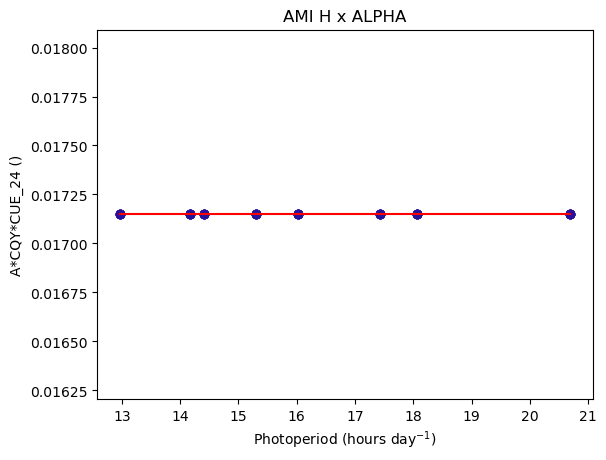 AMI H x ALPHA
0.01800
0.01775
0.01750
0.01725
0.01700
0.01675
0.01650
0.01625
A*CQY*CUE_24 ()
13 14 15 16 17 18 19 20 21
Photoperiod (hours day⁻¹)